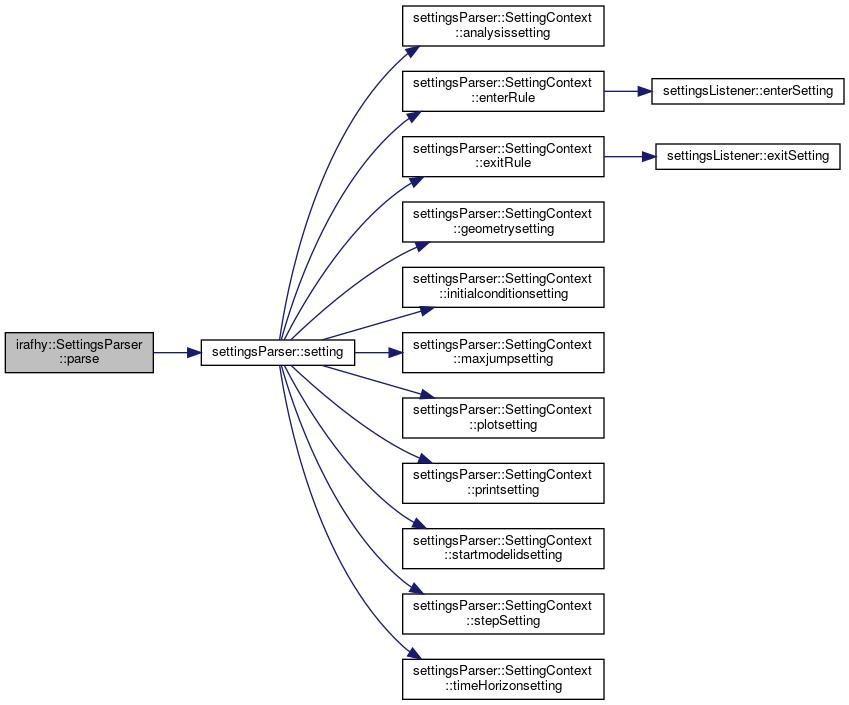 irafhy::SettingsParser
::parse
settingsParser::setting
settingsParser::SettingContext
::analysissetting
settingsParser::SettingContext
::enterRule
settingsListener::enterSetting
settingsParser::SettingContext
::exitRule
settingsListener::exitSetting
settingsParser::SettingContext
::geometrysetting
settingsParser::SettingContext
::initialconditionsetting
settingsParser::SettingContext
::maxjumpsetting
settingsParser::SettingContext
::plotsetting
settingsParser::SettingContext
::printsetting
settingsParser::SettingContext
::startmodelidsetting
settingsParser::SettingContext
::stepSetting
settingsParser::SettingContext
::timeHorizonsetting